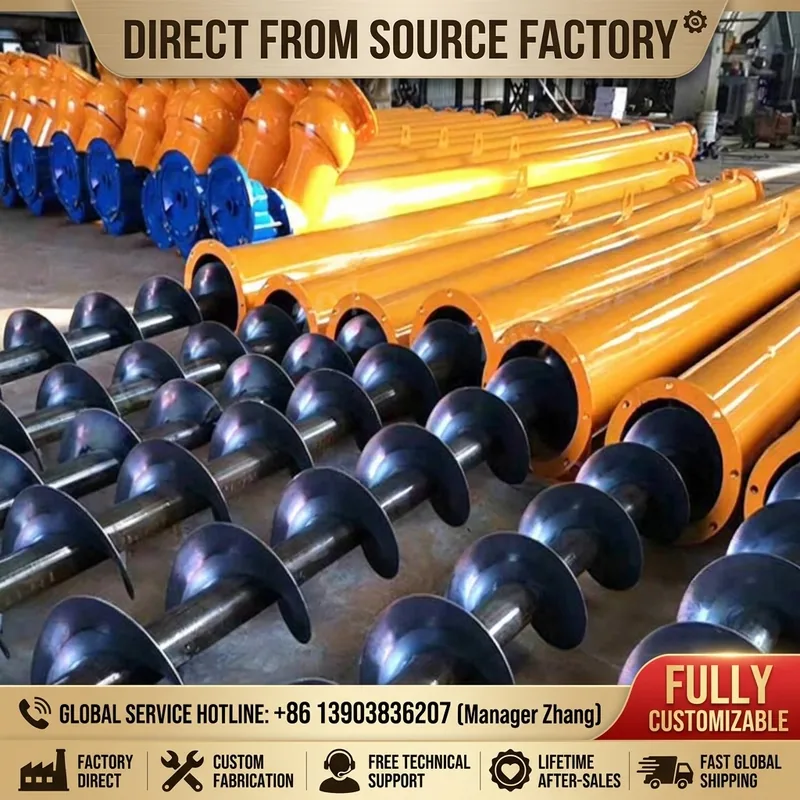 DIRECT FROM SOURCE FACTORY
GLOBAL SERVICE HOTLINE: +86 13903836207 (Manager Zhang)
FULLY
CUSTOMIZABLE
FACTORY
DIRECT
CUSTOM
FABRICATION
FREE TECHNICAL
SUPPORT
LIFETIME
AFTER-SALES
FAST GLOBAL
SHIPPING